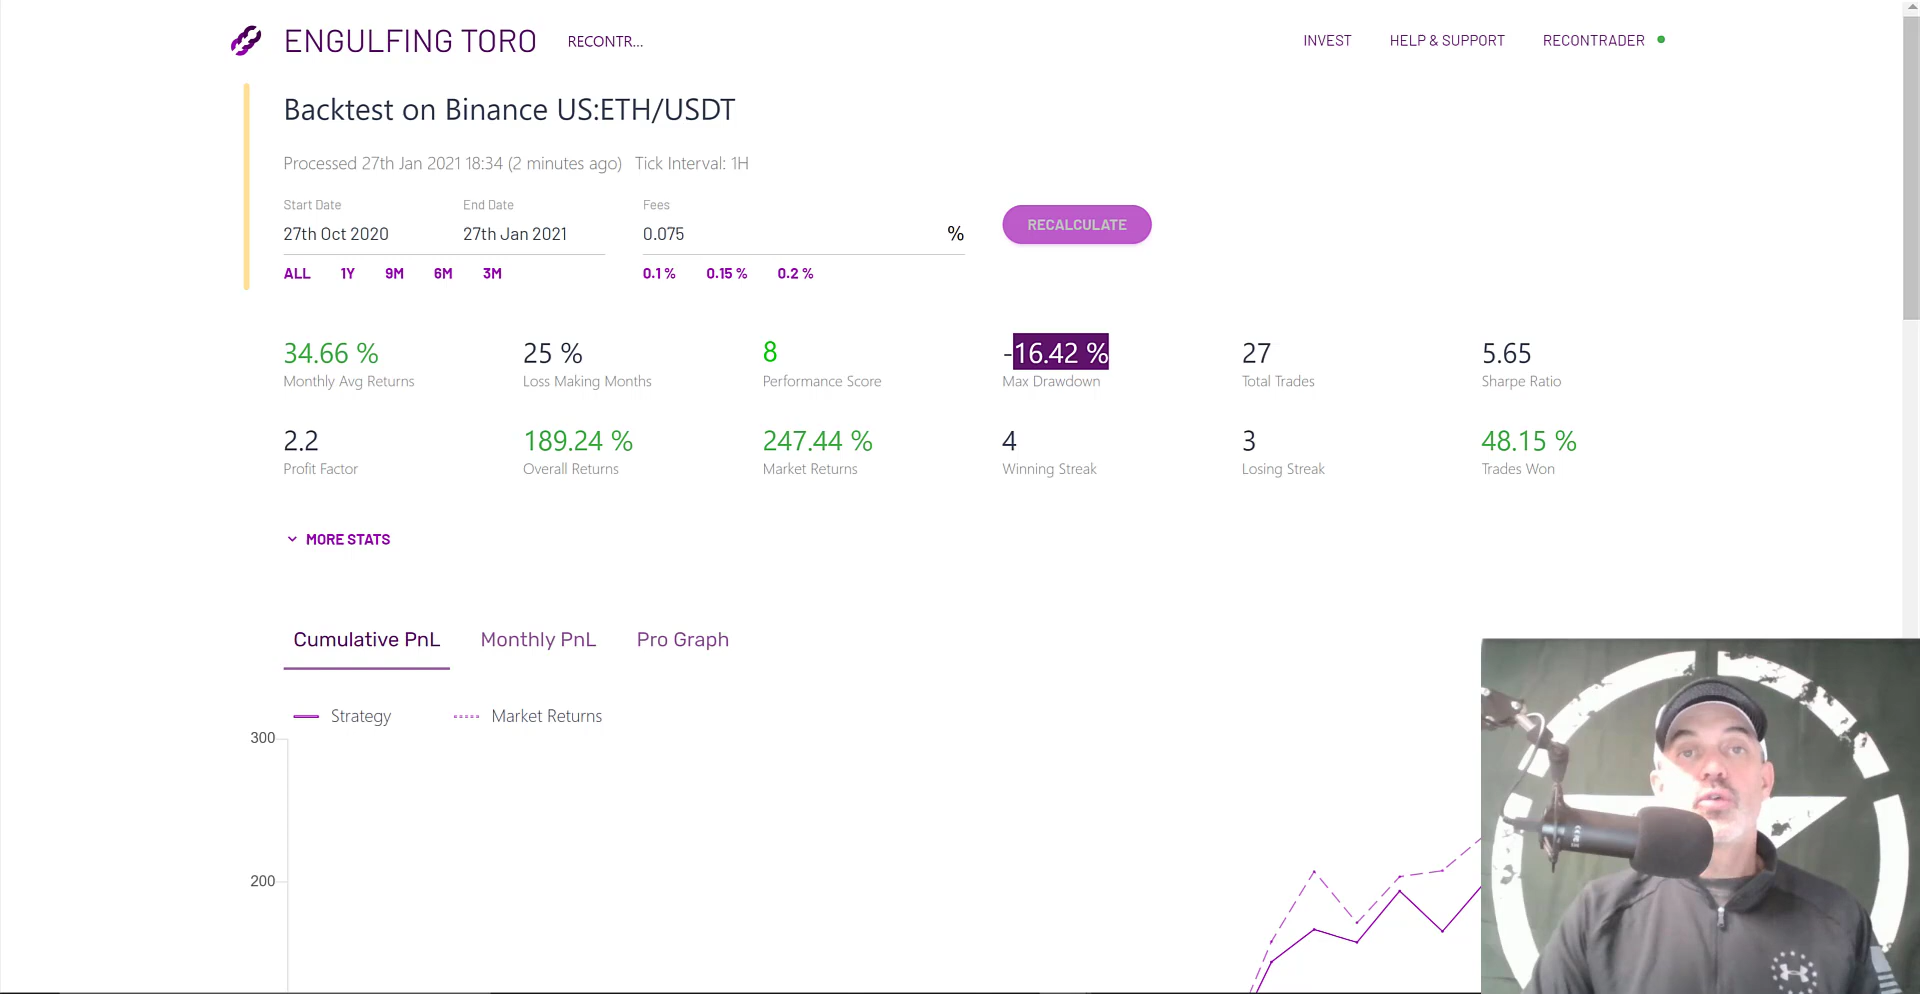 ENGULFING TORO RECONTR... INVEST HELP & SUPPORT RECONTRADER
Backtest on Binance US:ETH/USDT
Processed 27th Jan 2021 18:34 (2 minutes ago) Tick Interval: 1H
Start Date End Date Fees
27th Oct 2020 27th Jan 2021 0.075 % RECALCULATE
ALL 1Y 9M 6M 3M 0.1 % 0.15 % 0.2 %
34.66 % 25 % 8 -16.42 % 27 5.65
Monthly Avg Returns Loss Making Months Performance Score Max Drawdown Total Trades Sharpe Ratio
2.2 189.24 % 247.44 % 4 3 48.15 %
Profit Factor Overall Returns Market Returns Winning Streak Losing Streak Trades Won
MORE STATS
Cumulative PnL Monthly PnL Pro Graph
Strategy Market Returns
300
200